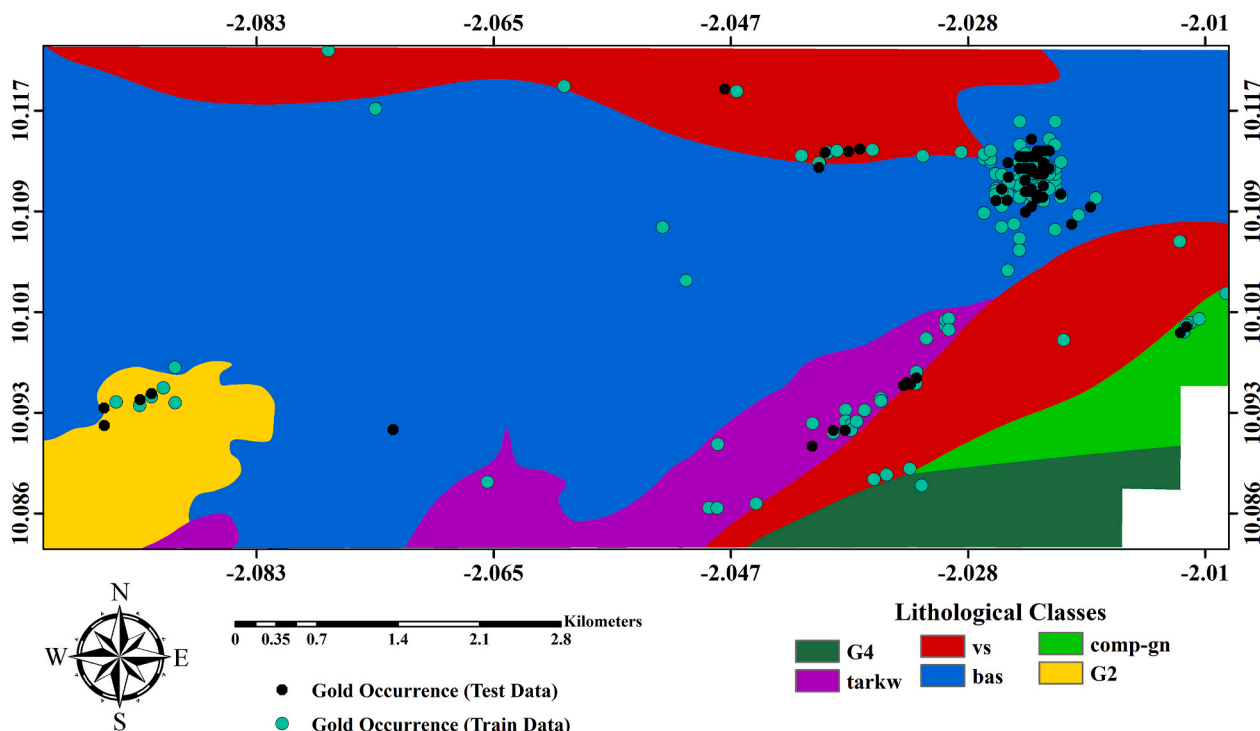 -2.083 -2.065 -2.047 -2.028 -2.01
10.117 10.117
10.109 10.109
10.101 10.101
10.093 10.093
10.086 10.086
-2.083 -2.065 -2.047 -2.028 -2.01
N
W E
S
Kilometers
0 0.35 0.7 1.4 2.1 2.8
Gold Occurrence (Test Data)
Gold Occurrence (Train Data)
Lithological Classes
G4 vs comp-gn
tarkw bas G2